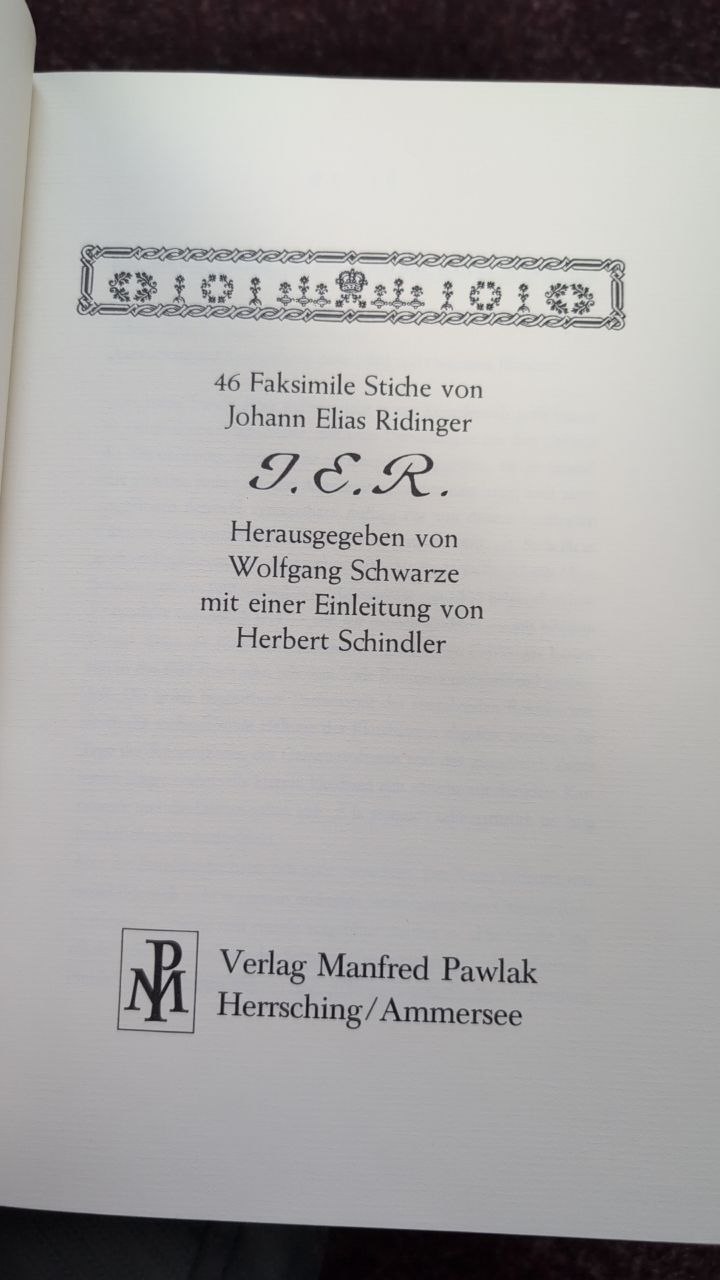 46 Faksimile Stiche von
Johann Elias Ridinger
J.E.R.
Herausgegeben von
Wolfgang Schwarze
mit einer Einleitung von
Herbert Schindler
MP
Verlag Manfred Pawlak
Herrsching/Ammersee